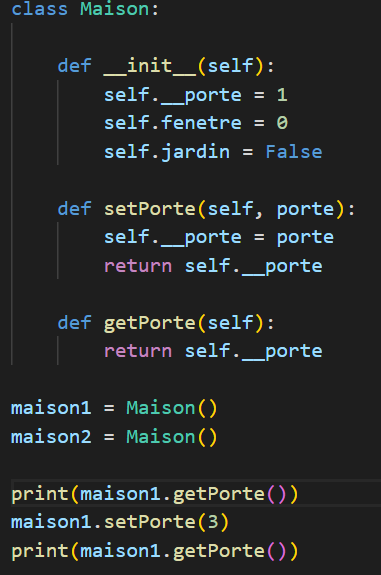 class Maison:
    def __init__(self):
        self.__porte = 1
        self.fenetre = 0
        self.jardin = False
    def setPorte(self, porte):
        self.__porte = porte
        return self.__porte
    def getPorte(self):
        return self.__porte
maison1 = Maison()
maison2 = Maison()
print(maison1.getPorte())
maison1.setPorte(3)
print(maison1.getPorte())